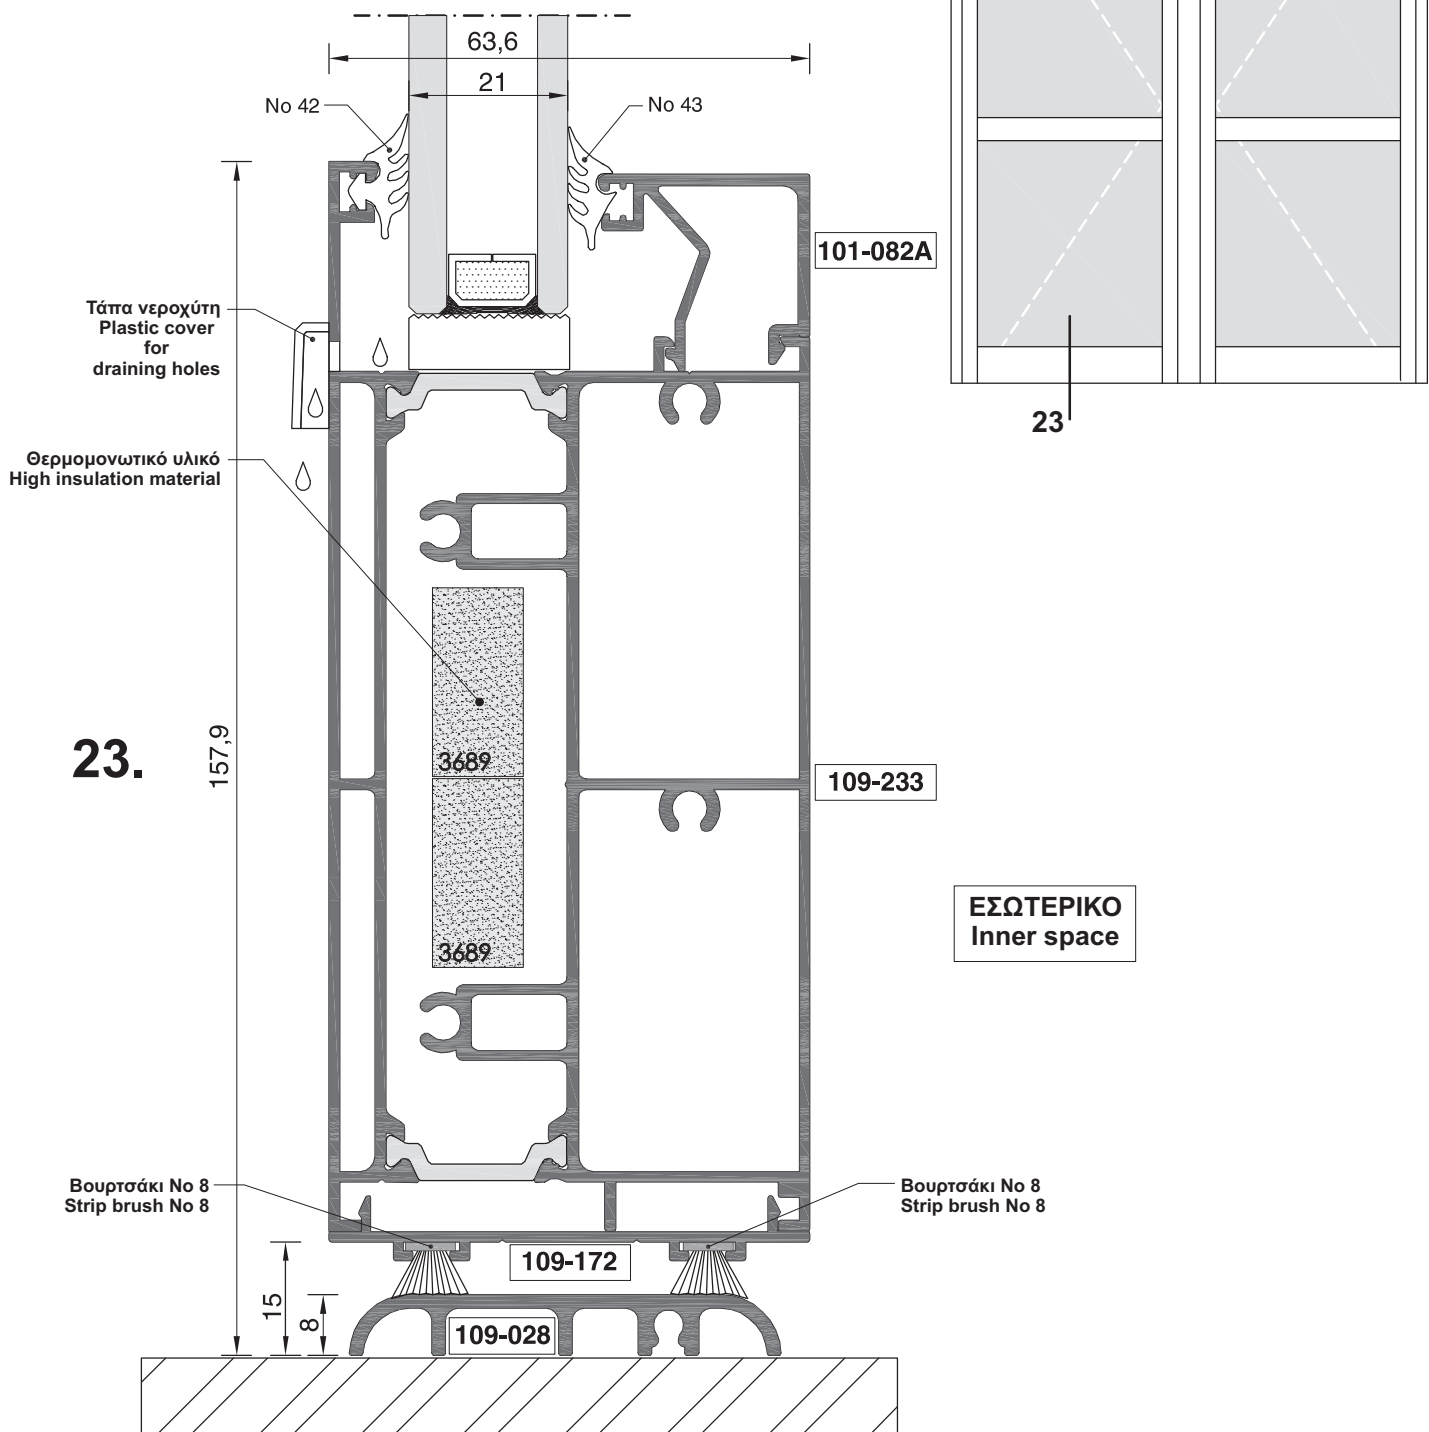 63,6
21
No 42
No 43
101-082A
Τάπα νεροχύτη
Plastic cover
for
draining holes
23
Θερμομονωτικό υλικό
High insulation material
23.
157,9
3689
109-233
3689
ΕΣΩΤΕΡΙΚΟ
Inner space
Βουρτσάκι No 8
Strip brush No 8
Βουρτσάκι No 8
Strip brush No 8
109-172
15
8
109-028